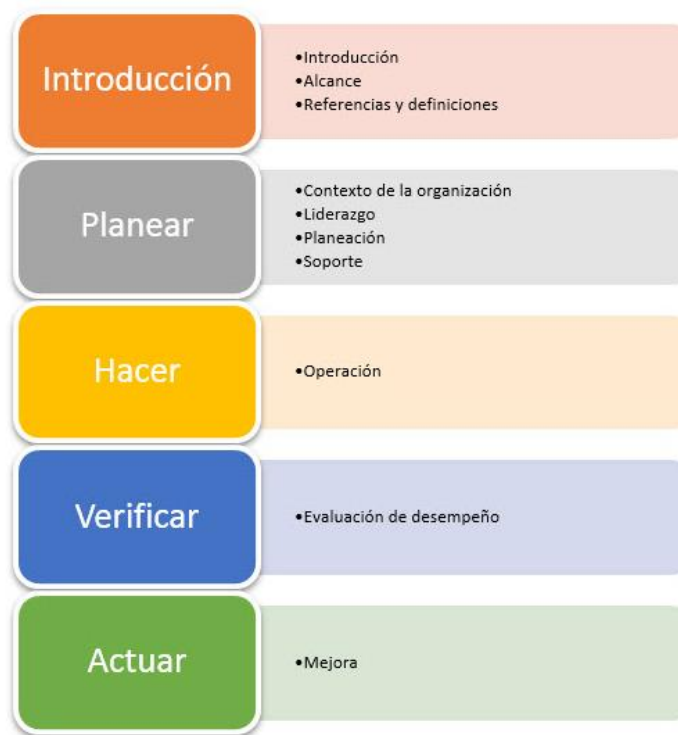 Introducción
•Introducción
•Alcance
•Referencias y definiciones
Planear
•Contexto de la organización
•Liderazgo
•Planeación
•Soporte
Hacer
•Operación
Verificar
•Evaluación de desempeño
Actuar
•Mejora